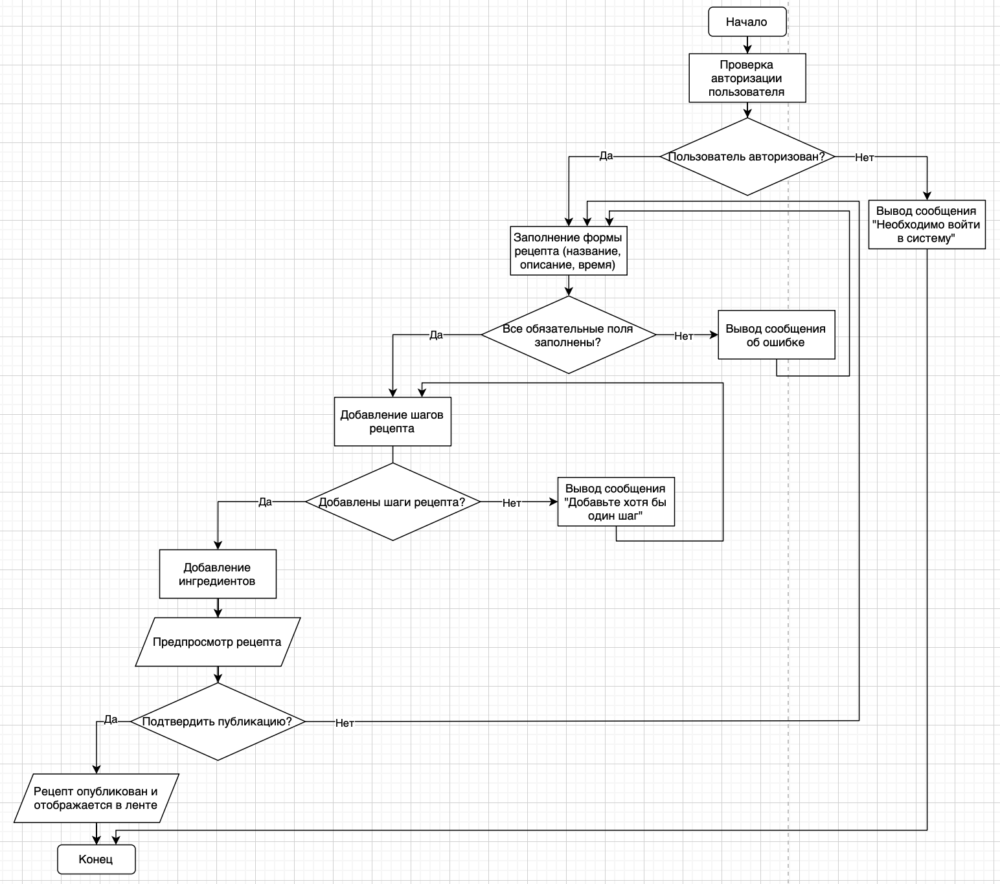 Начало
Проверка
авторизации
пользователя
Пользователь авторизован?
Да
Нет
Вывод сообщения
"Необходимо войти
в систему"
Заполнение формы
рецепта (название,
описание, время)
Все обязательные поля
заполнены?
Да
Нет
Вывод сообщения
об ошибке
Добавление шагов
рецепта
Добавлены шаги рецепта?
Да
Нет
Вывод сообщения
"Добавьте хотя бы
один шаг"
Добавление
ингредиентов
Предпросмотр рецепта
Подтвердить публикацию?
Да
Нет
Рецепт опубликован и
отображается в ленте
Конец